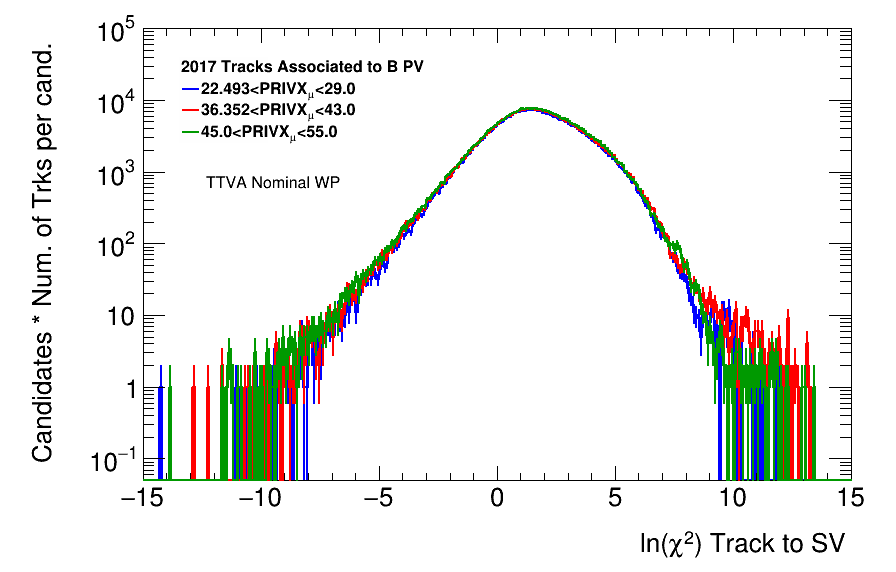 10^5
10^4
10^3
10^2
10
1
10^−1
Candidates * Num. of Trks per cand.
2017 Tracks Associated to B PV
22.493<PRIVX_μ<29.0
36.352<PRIVX_μ<43.0
45.0<PRIVX_μ<55.0
TTVA Nominal WP
−15 −10 −5 0 5 10 15
ln(χ²) Track to SV